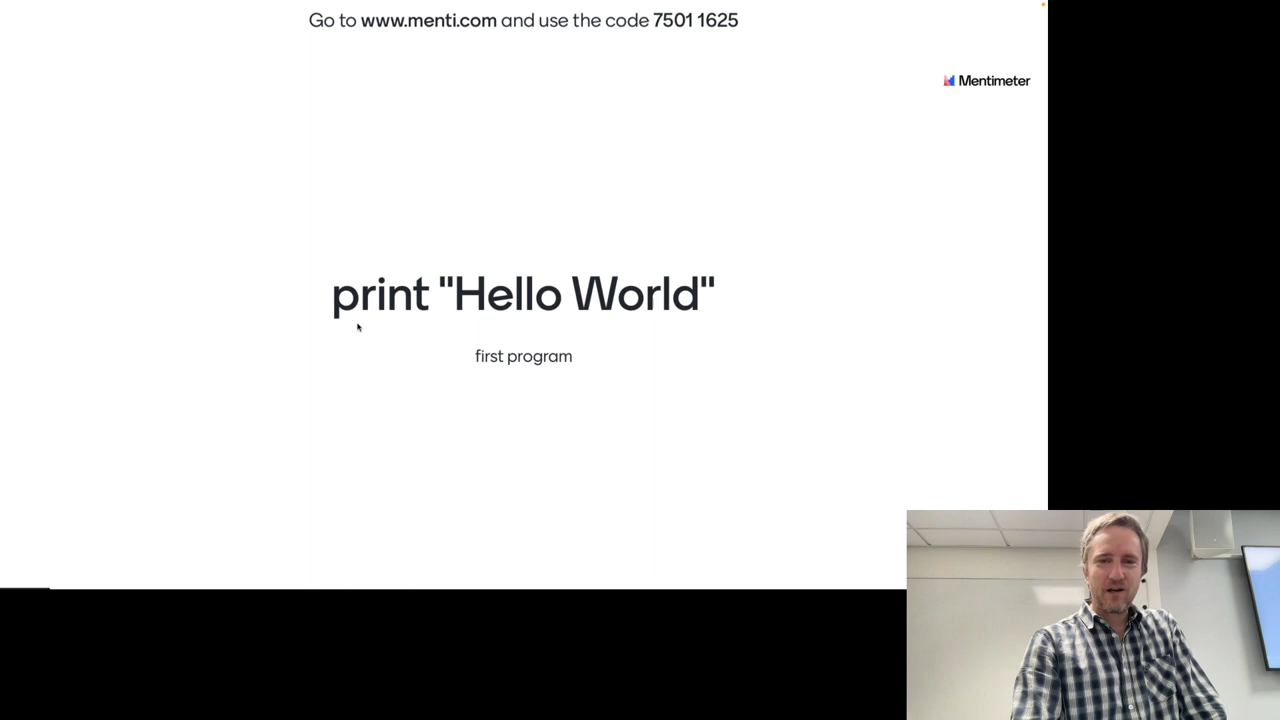 Go to www.menti.com and use the code 7501 1625
Mentimeter
print "Hello World"
first program